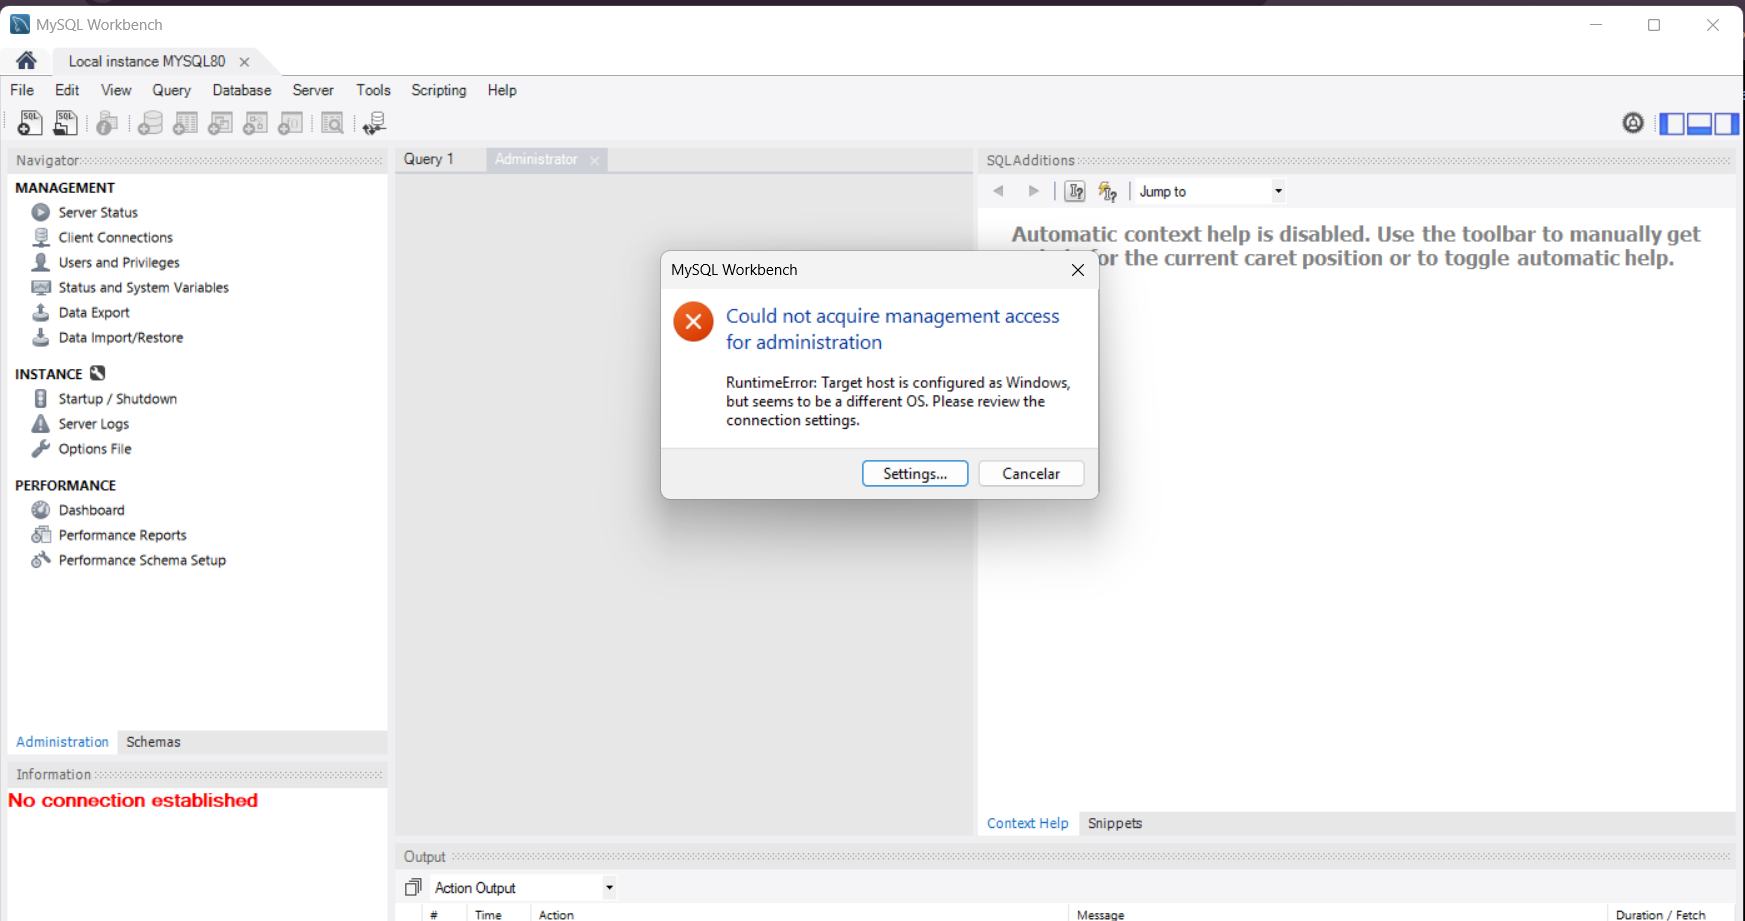 MySQL Workbench
Local instance MYSQL80
File Edit View Query Database Server Tools Scripting Help
SQL SQL
Navigator
MANAGEMENT
Server Status
Client Connections
Users and Privileges
Status and System Variables
Data Export
Data Import/Restore
INSTANCE
Startup / Shutdown
Server Logs
Options File
PERFORMANCE
Dashboard
Performance Reports
Performance Schema Setup
Administration Schemas
Information
No connection established
Query 1 Administrator
MySQL Workbench
Could not acquire management access
for administration
RuntimeError: Target host is configured as Windows,
but seems to be a different OS. Please review the
connection settings.
Settings... Cancelar
SQLAdditions
Jump to
Automatic context help is disabled. Use the toolbar to manually get
or the current caret position or to toggle automatic help.
Context Help Snippets
Output
Action Output
# Time Action Message Duration / Fetch